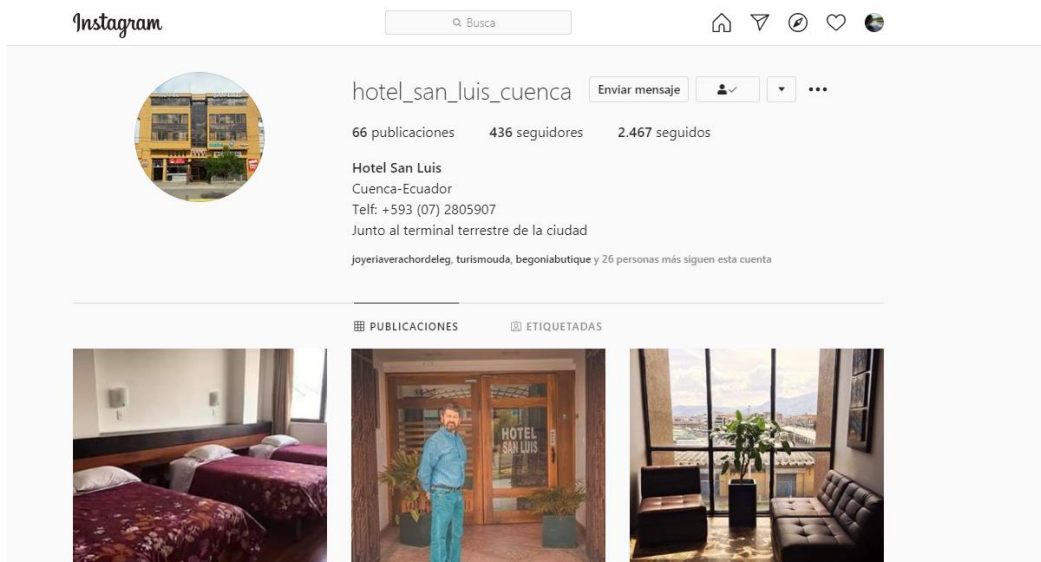 Instagram
Busca
hotel_san_luis_cuenca Enviar mensaje
66 publicaciones 436 seguidores 2.467 seguidos
Hotel San Luis
Cuenca-Ecuador
Telf: +593 (07) 2805907
Junto al terminal terrestre de la ciudad
joyeriaverachordeleg, turismouda, begoniabutique y 26 personas más siguen esta cuenta
PUBLICACIONES ETIQUETADAS
HOTEL
SAN LUIS